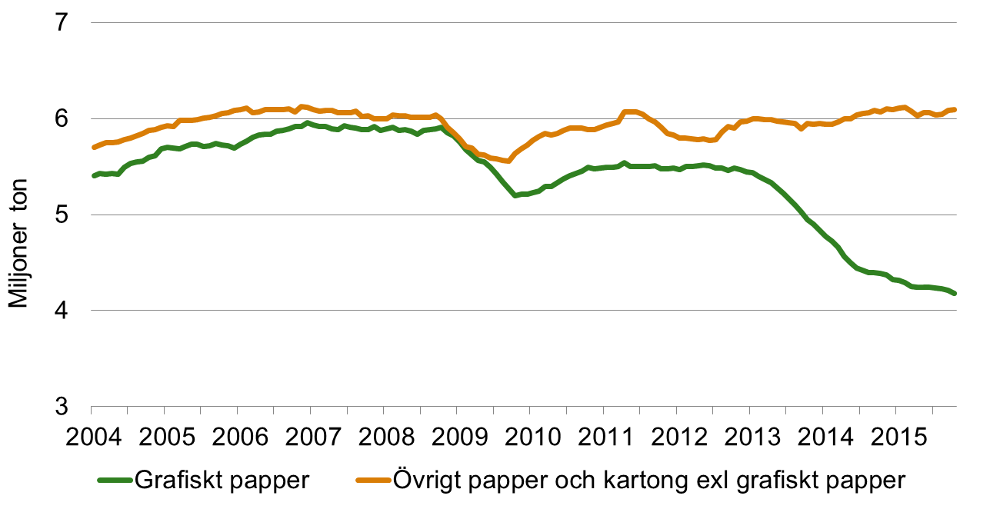 7
6
5
4
3
Miljoner ton
2004 2005 2006 2007 2008 2009 2010 2011 2012 2013 2014 2015
Grafiskt papper Övrigt papper och kartong exl grafiskt papper